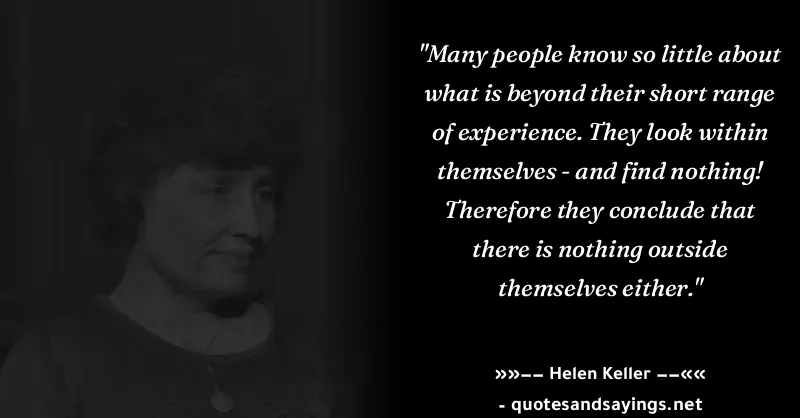 "Many people know so little about
what is beyond their short range
of experience. They look within
themselves - and find nothing!
Therefore they conclude that
there is nothing outside
themselves either."
»»—— Helen Keller ——««
- quotesandsayings.net